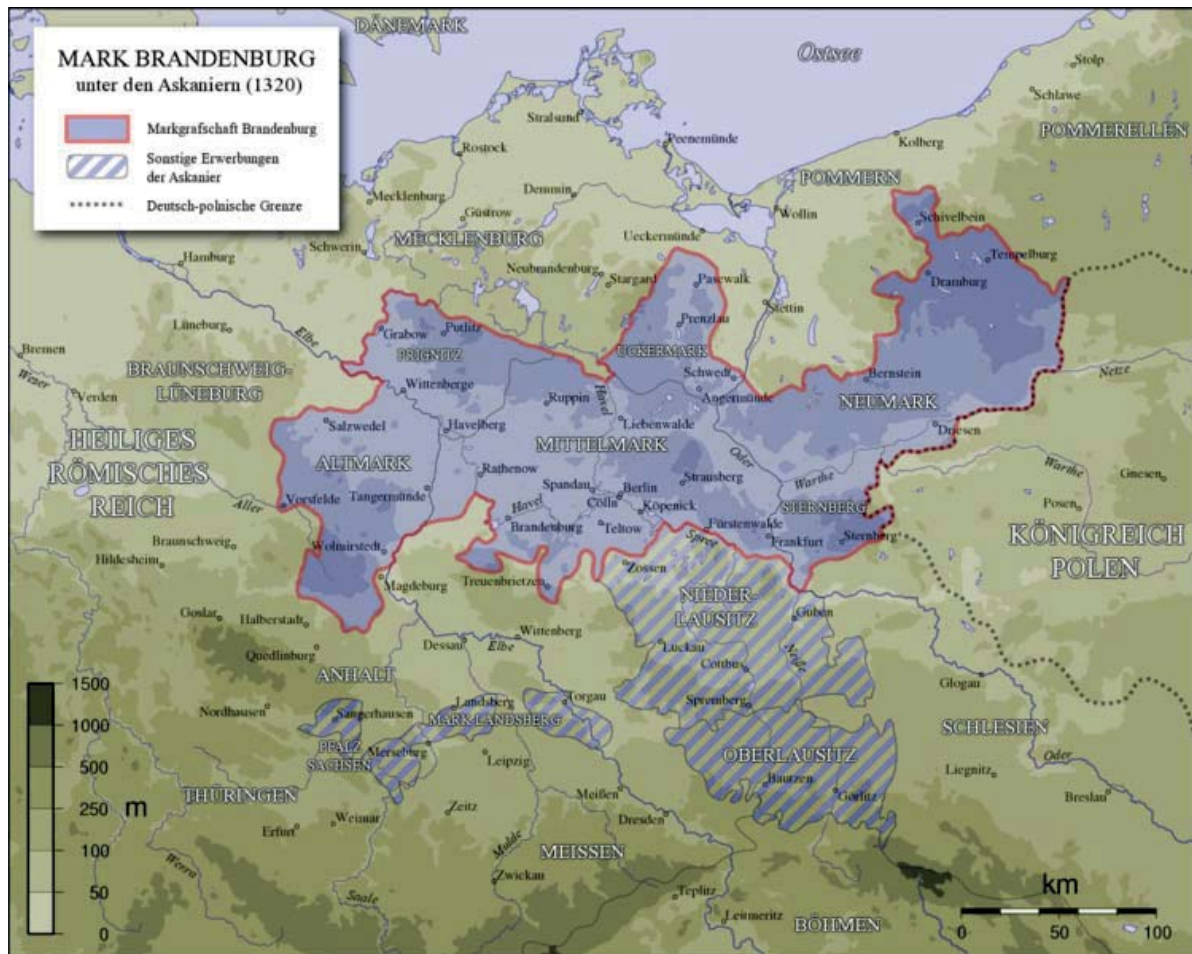 DÄNEMARK
MARK BRANDENBURG
unter den Askaniern (1320)
Markgrafschaft Brandenburg
Sonstige Erwerbungen
der Askanier
Deutsch-polnische Grenze
Ostsee
Stolp
Schlawe
POMMERELLEN
Stralsund
Peenemünde
Kolberg
Rostock
POMMERN
Mecklenburg
Demmin
Wollin
Güstrow
Schivelbein
MECKLENBURG
Ueckermünde
Schwerin
Hamburg
Neubrandenburg
Stargard
Tempelburg
Pasewalk
Dramburg
Stettin
Lüneburg
Elbe
Grabow
Putlitz
Prenzlau
PRIGNITZ
UCKERMARK
Bremen
Weser
BRAUNSCHWEIG-
LÜNEBURG
Verden
Wittenberge
Schwedt
Bernstein
Netze
Ruppin
Havel
Angermünde
NEUMARK
Salzwedel
Havelberg
Liebenwalde
Driesen
HEILIGES
RÖMISCHES
REICH
MITTELMARK
ALTMARK
Oder
Warthe
Gnesen
Rathenow
Strausberg
Warthe
Vorsfelde
Tangermünde
Spandau
Berlin
Cölln
Havel
Köpenick
STERNBERG
Posen
Aller
Brandenburg
Teltow
Fürstenwalde
KÖNIGREICH
POLEN
Braunschweig
Wolmirstedt
Spree
Frankfurt
Sternberg
Hildesheim
Magdeburg
Treuenbrietzen
Zossen
NIEDER-
LAUSITZ
Goslar
Halberstadt
Guben
Wittenberg
Dessau
Elbe
Luckau
Quedlinburg
Cottbus
Neiße
ANHALT
Glogau
1500
Nordhausen
Sangerhausen
Landsberg
Torgau
Spremberg
MARK LANDSBERG
1000
SCHLESIEN
PFALZ
SACHSEN
Merseburg
Leipzig
OBERLAUSITZ
Oder
500
THÜRINGEN
Bautzen
Görlitz
Liegnitz
Meißen
Breslau
250
m
Zeitz
Erfurt
Weimar
Dresden
100
Mulde
MEISSEN
Werra
Zwickau
50
Saale
Teplitz
km
Leitmeritz
BÖHMEN
0
0
50
100